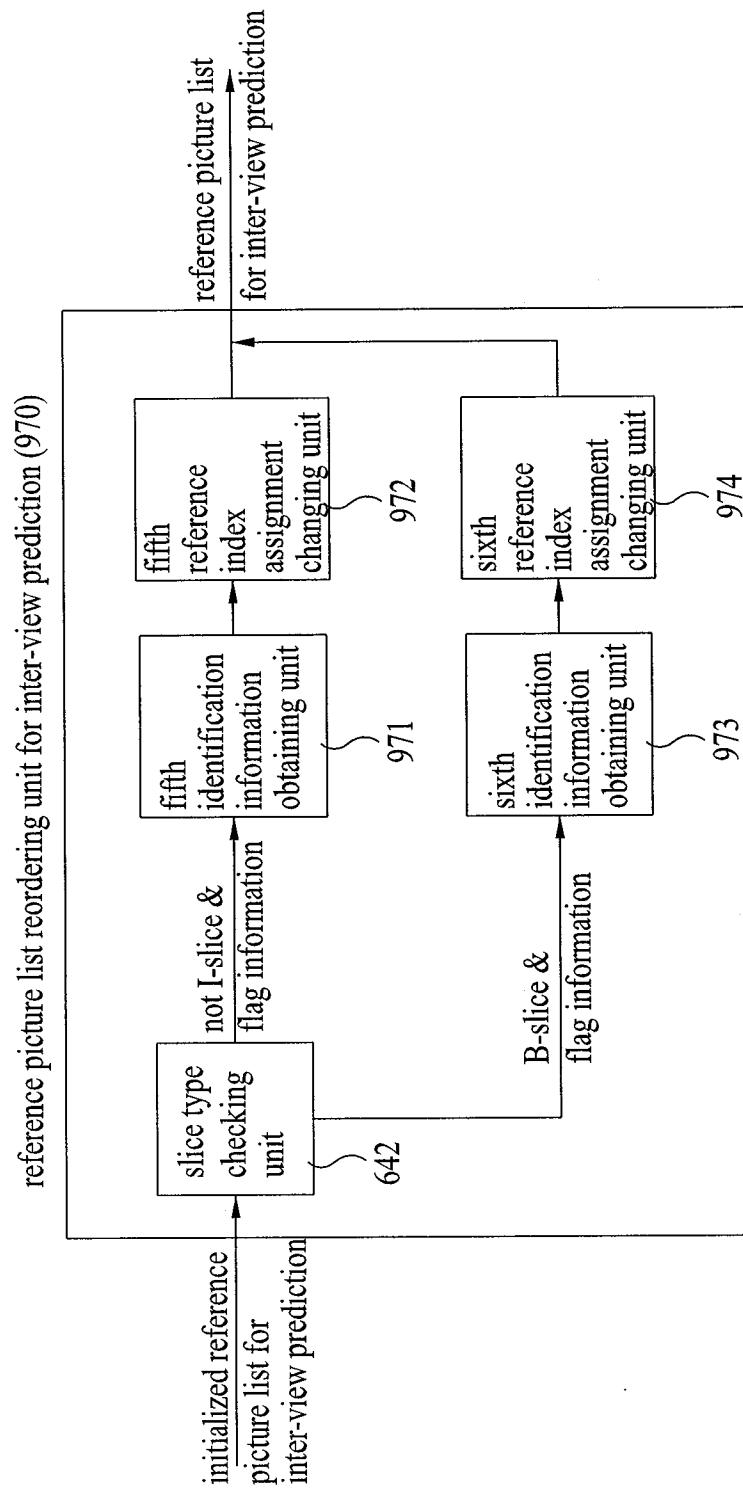 reference picture list reordering unit for inter-view prediction (970)
initialized reference
picture list for
inter-view prediction
slice type
checking
unit
642
not I-slice &
flag information
fifth
identification
information
obtaining unit
971
fifth
reference
index
assignment
changing unit
972
reference picture list
for inter-view prediction
B-slice &
flag information
sixth
identification
information
obtaining unit
973
sixth
reference
index
assignment
changing unit
974